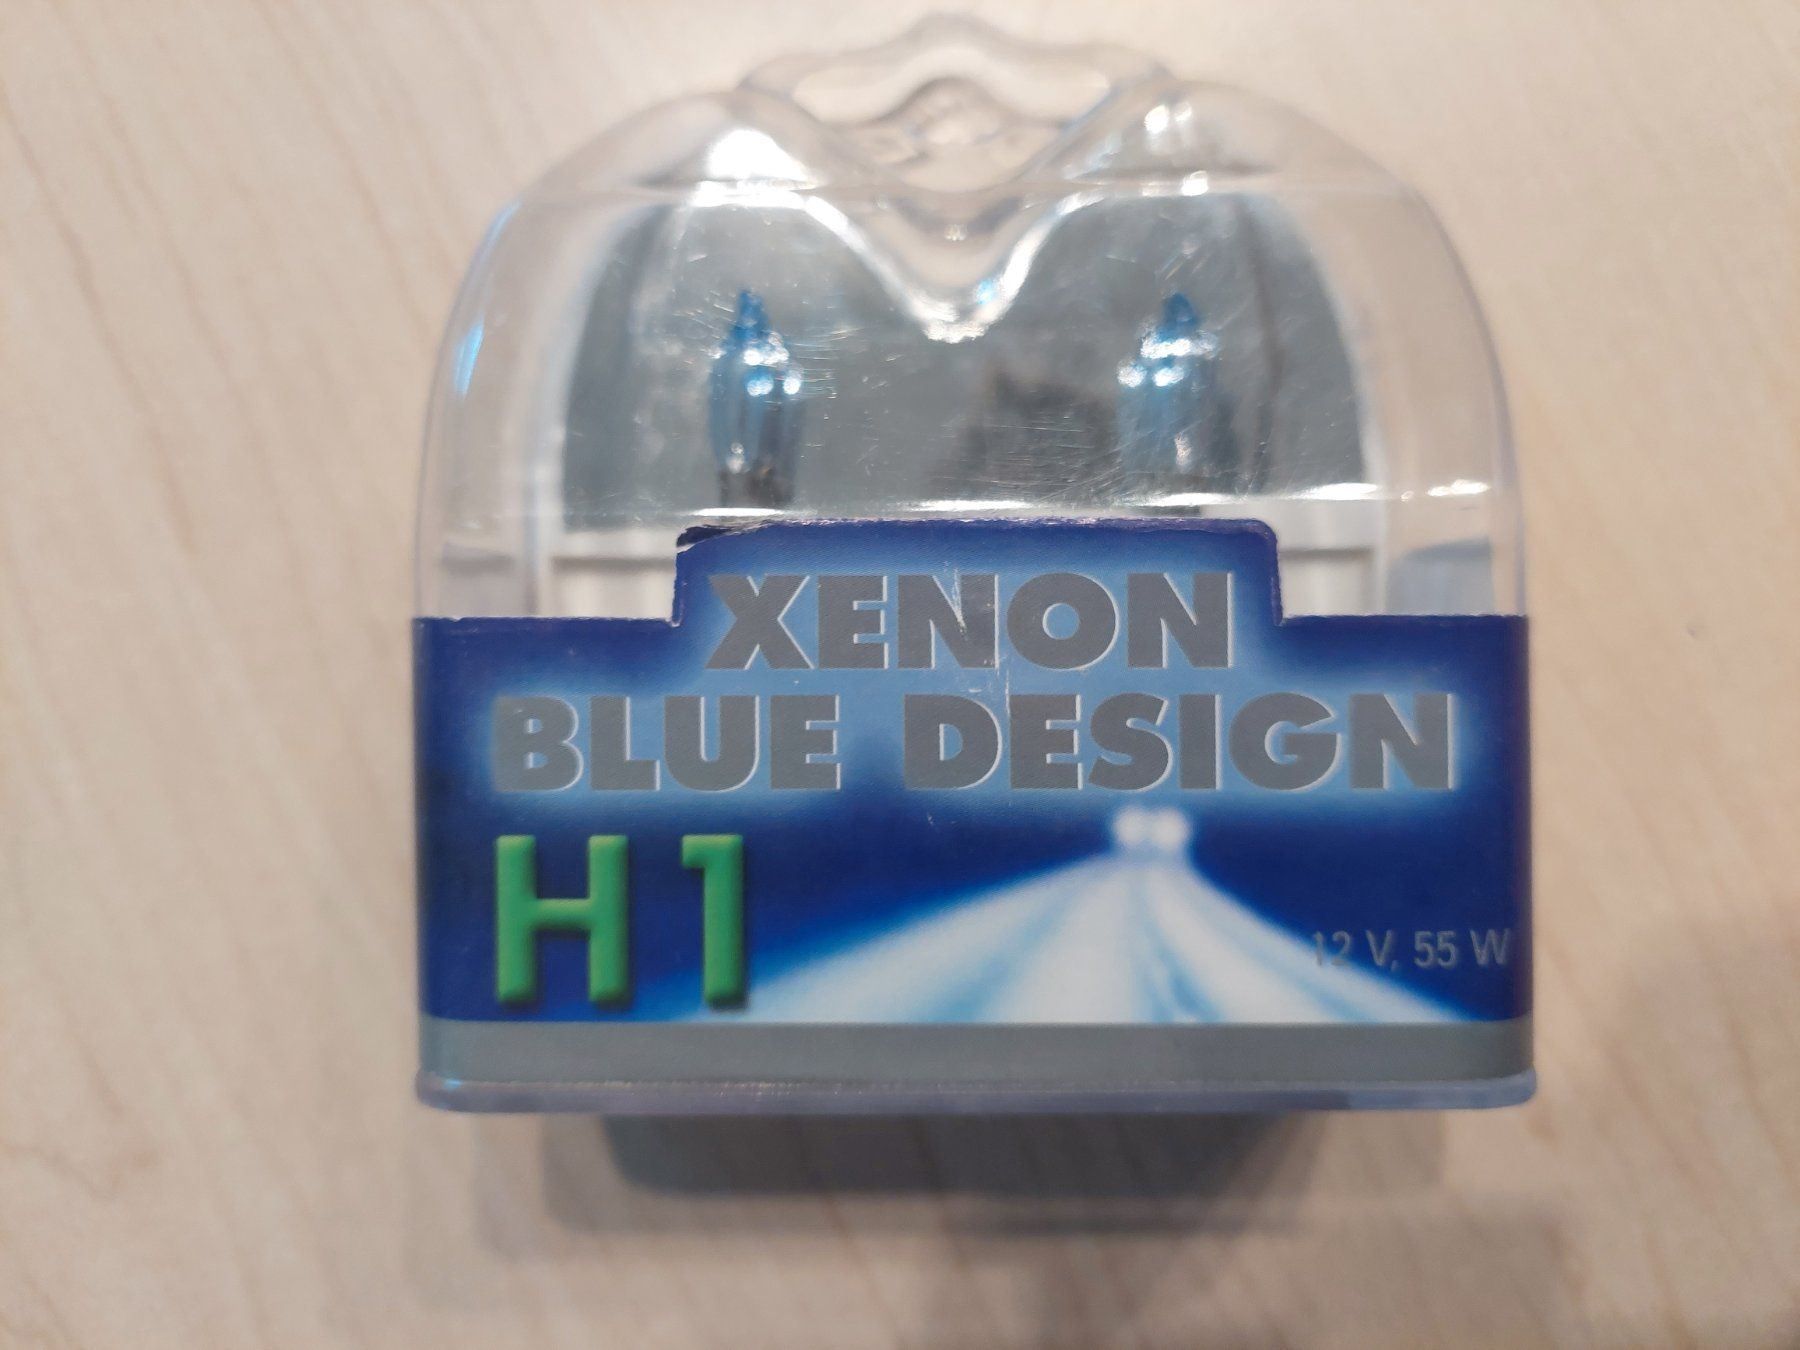 XENON
BLUE DESIGN
H1
12 V, 55 W